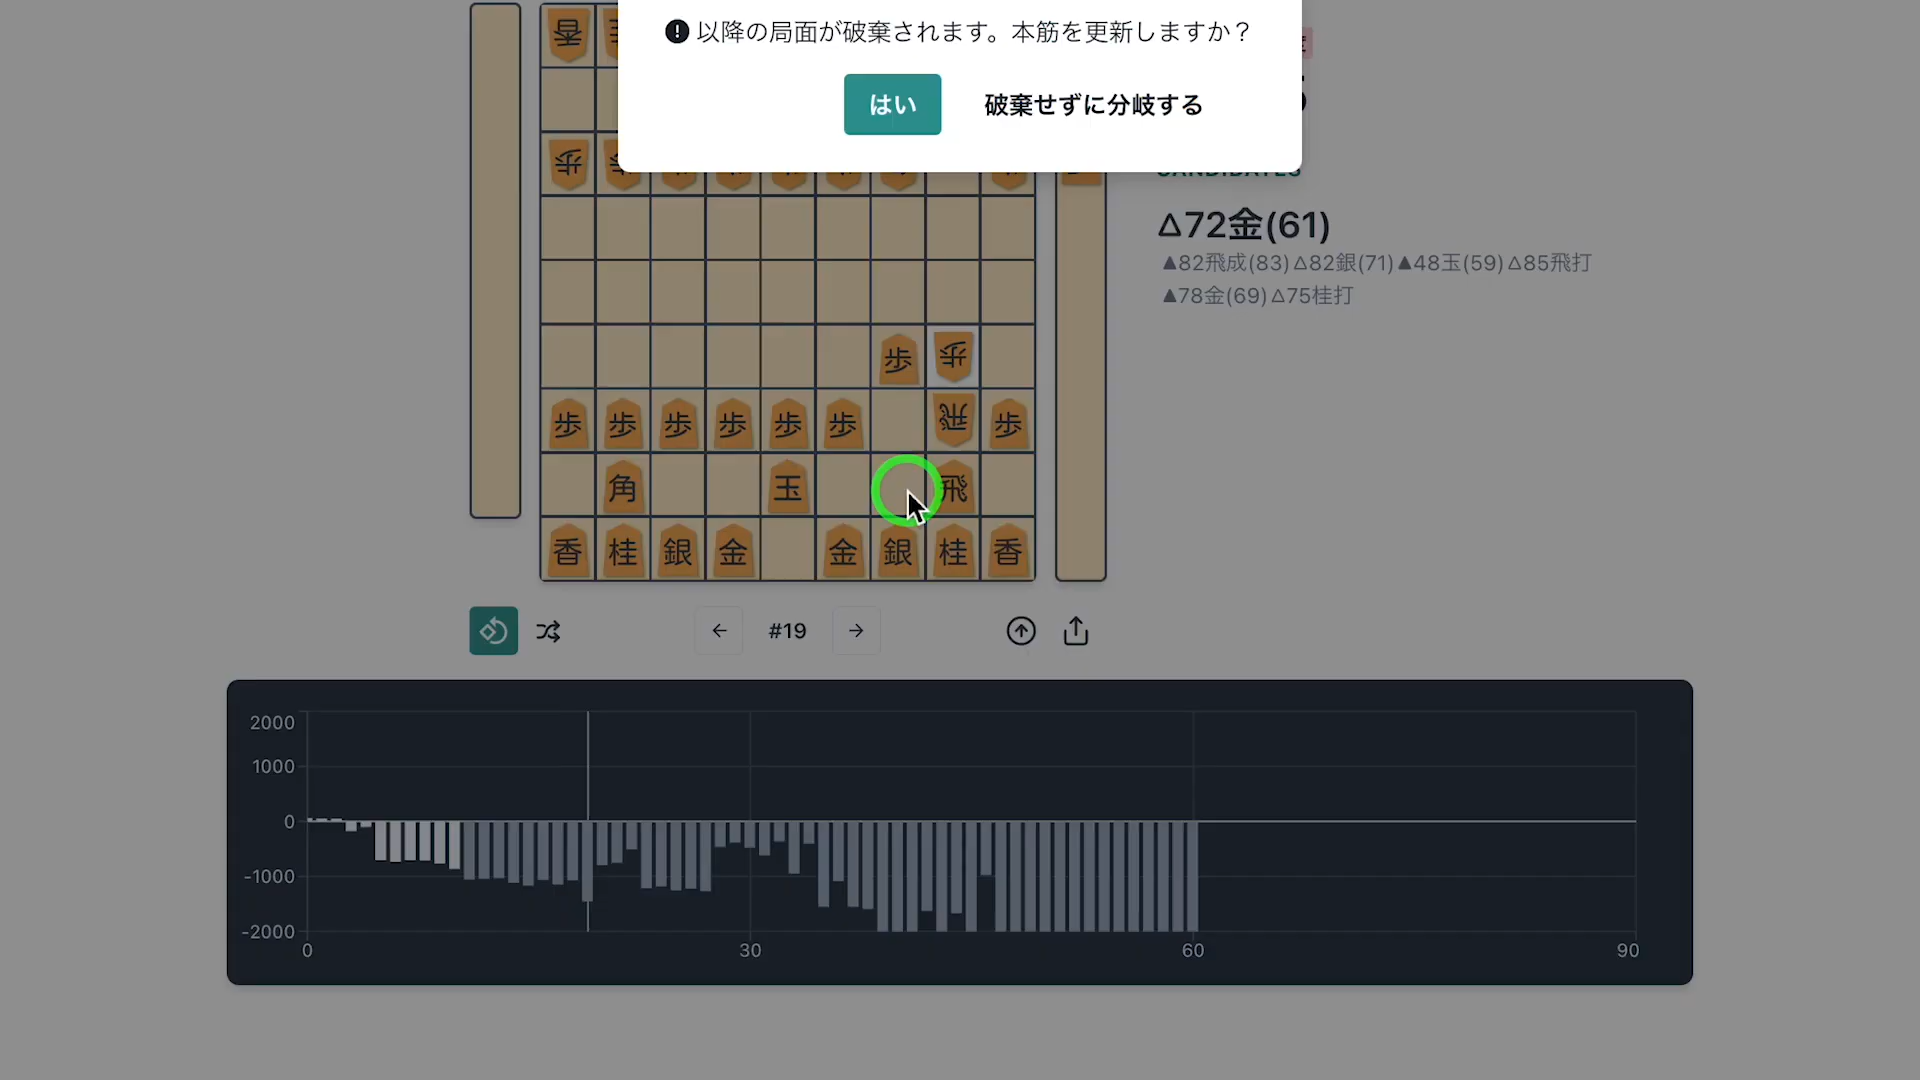 以降の局面が破棄されます。本筋を更新しますか？
はい 破棄せずに分岐する
香
歩
△72金(61)
▲82飛成(83)△82銀(71)▲48玉(59)△85飛打
▲78金(69)△75桂打
歩 歩
歩 歩 歩 歩 歩 歩 飛 歩
角 玉 飛
香 桂 銀 金 金 銀 桂 香
#19
2000
1000
0
-1000
-2000
0 30 60 90